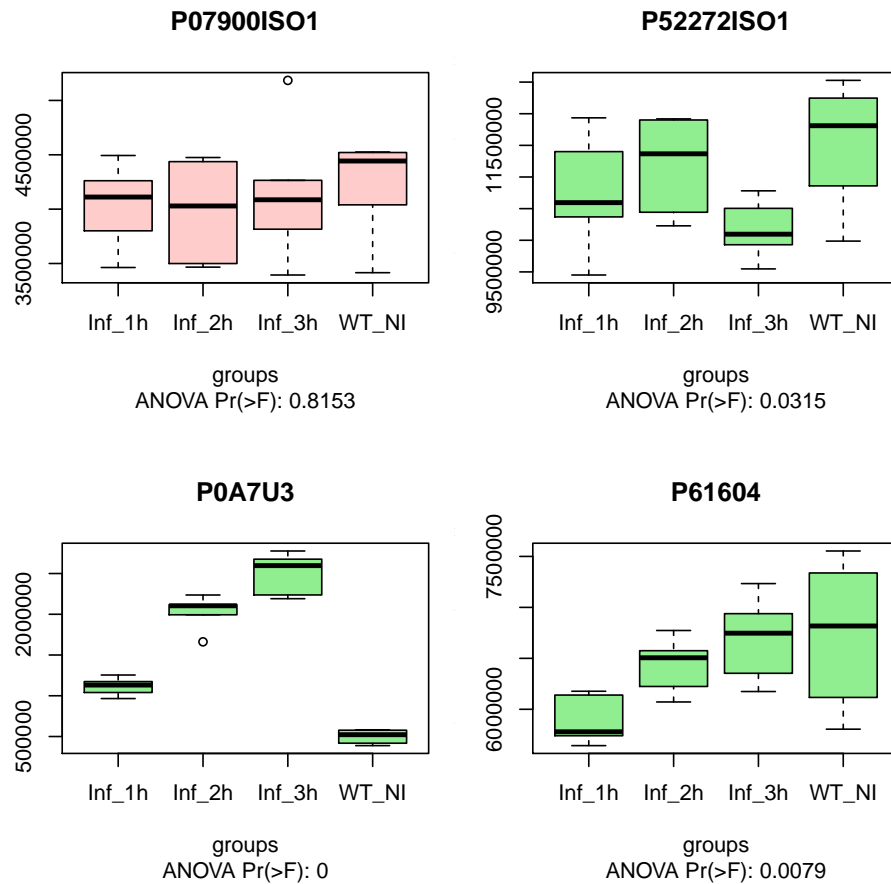 P07900ISO1
3500000 4500000
Inf_1h Inf_2h Inf_3h WT_NI
groups
ANOVA Pr(>F): 0.8153
P52272ISO1
9500000 11500000
Inf_1h Inf_2h Inf_3h WT_NI
groups
ANOVA Pr(>F): 0.0315
P0A7U3
500000 2000000
Inf_1h Inf_2h Inf_3h WT_NI
groups
ANOVA Pr(>F): 0
P61604
6000000 7500000
Inf_1h Inf_2h Inf_3h WT_NI
groups
ANOVA Pr(>F): 0.0079